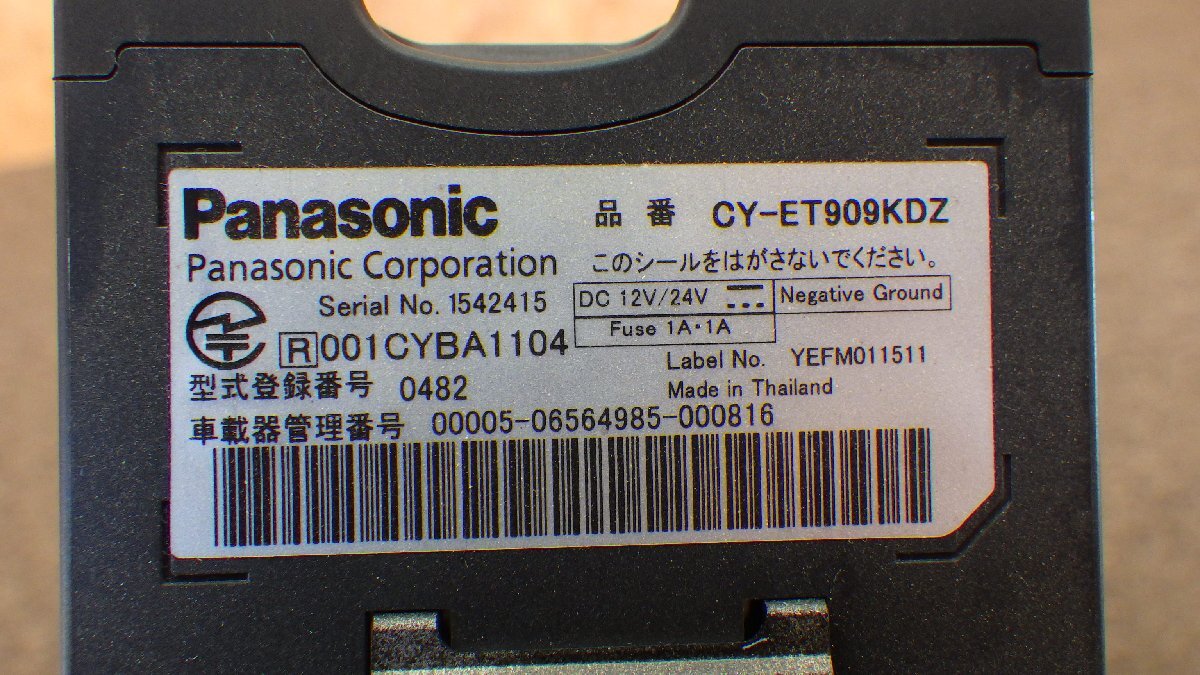 Panasonic
品番 CY-ET909KDZ
Panasonic Corporation
このシールをはがさないでください。
Serial No. 1542415
DC 12V/24V
Negative Ground
Fuse 1A・1A
R 001CYBA1104
Label No. YEFM011511
型式登録番号 0482
Made in Thailand
車載器管理番号 00005-06564985-000816